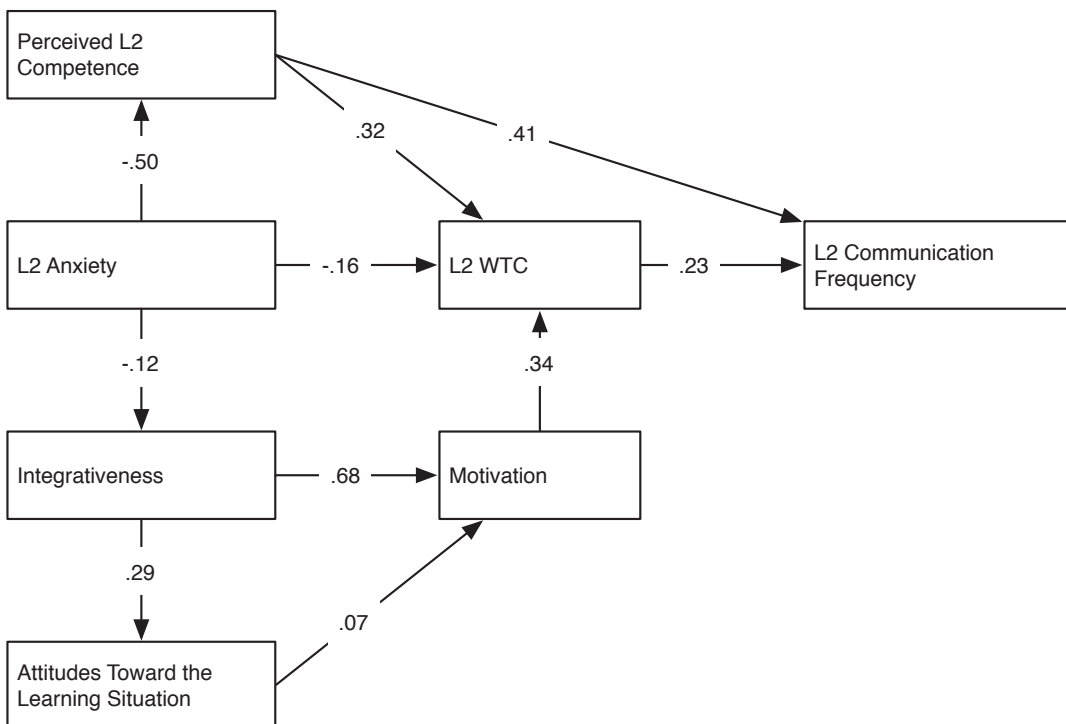 Perceived L2
Competence
.32
.41
-.50
L2 Anxiety
-.16
L2 WTC
.23
L2 Communication
Frequency
-.12
.34
Integrativeness
.68
Motivation
.29
.07
Attitudes Toward the
Learning Situation